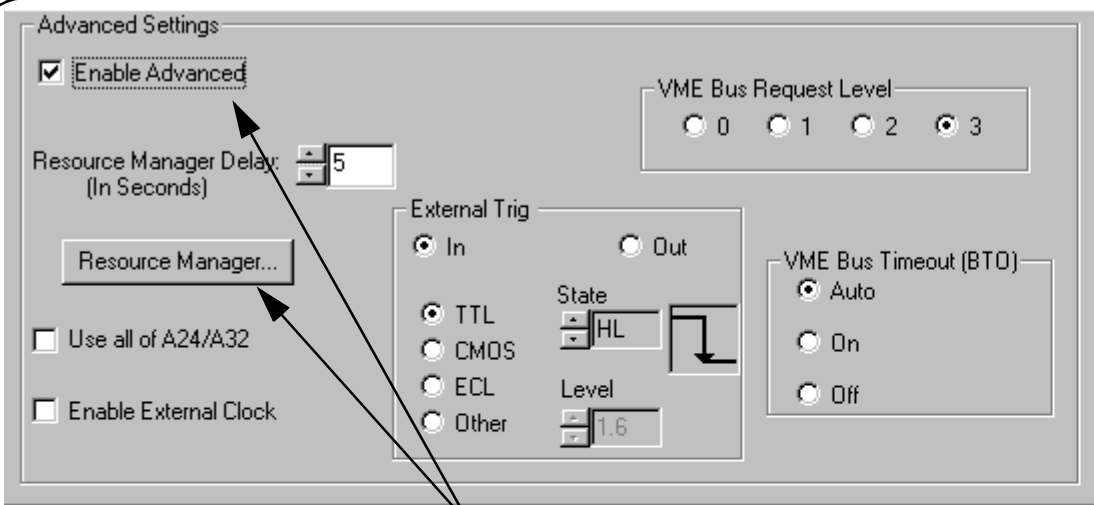 Advanced Settings
Enable Advanced
VME Bus Request Level
0 1 2 3
Resource Manager Delay:
(In Seconds)
5
External Trig
In Out
Resource Manager...
VME Bus Timeout (BTO)
Auto
State
TTL
HL
Use all of A24/A32
CMOS
On
ECL
Level
Off
Enable External Clock
Other
1.6